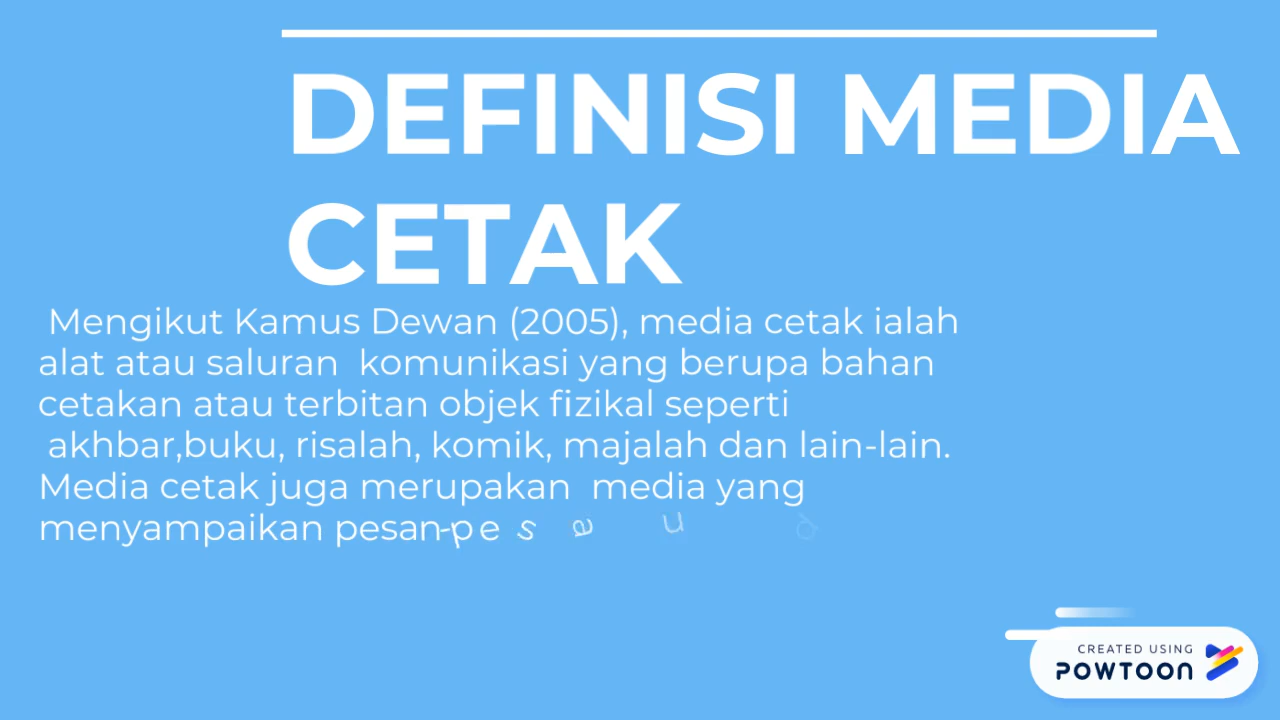 DEFINISI MEDIA
CETAK
Mengikut Kamus Dewan (2005), media cetak ialah
alat atau saluran komunikasi yang berupa bahan
cetakan atau terbitan objek fizikal seperti
akhbar,buku, risalah, komik, majalah dan lain-lain.
Media cetak juga merupakan media yang
menyampaikan pesan-pesan
CREATED USING
POWTOON